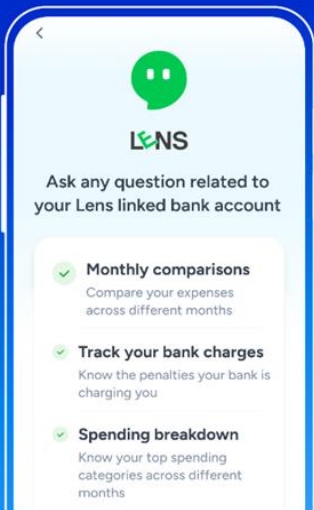 LENS
Ask any question related to
your Lens linked bank account
Monthly comparisons
Compare your expenses
across different months
Track your bank charges
Know the penalties your bank is
charging you
Spending breakdown
Know your top spending
categories across different
months